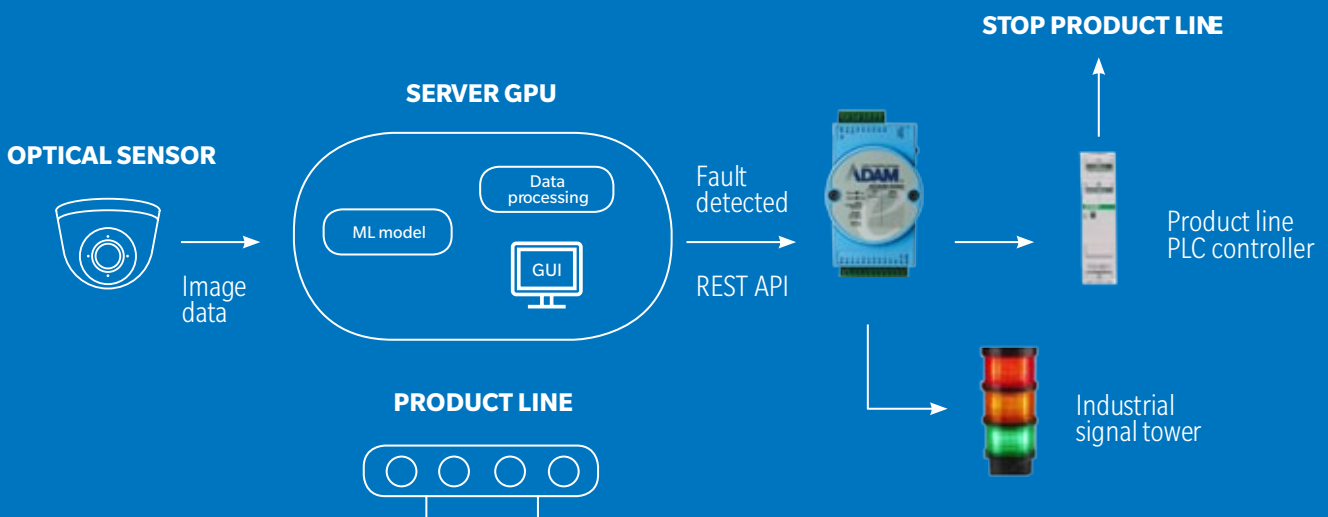 STOP PRODUCT LINE
SERVER GPU
OPTICAL SENSOR
Data
processing
ML model
GUI
Image
data
Fault
detected
REST API
ADAM
Product line
PLC controller
Industrial
signal tower
PRODUCT LINE